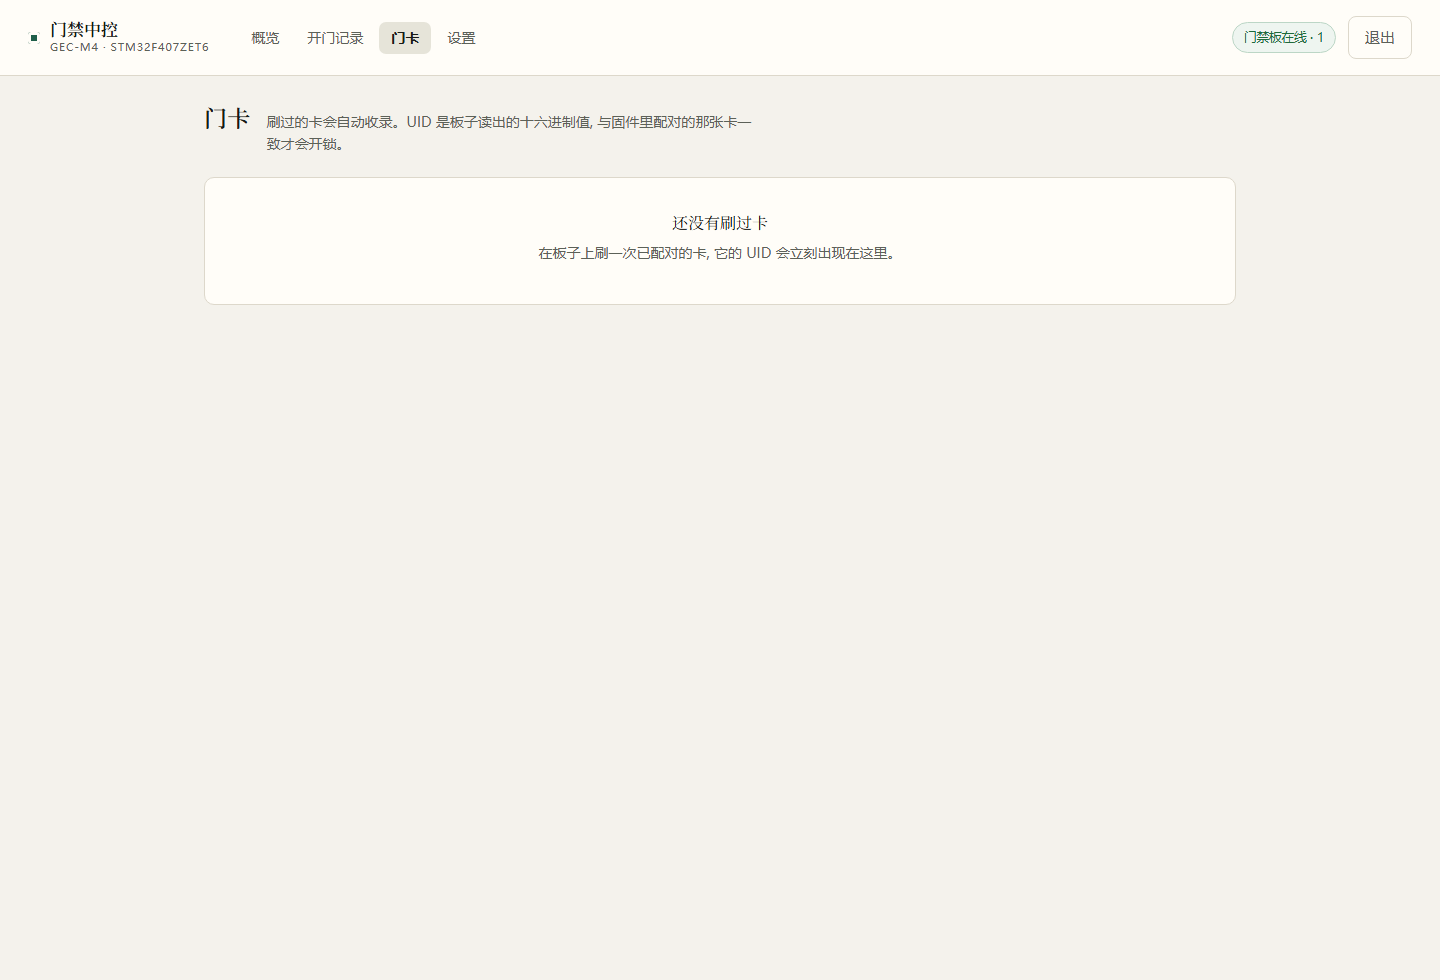 门禁中控
GEC-M4 · STM32F407ZET6
概览
开门记录
门卡
设置
门禁板在线 · 1
退出
门卡
刷过的卡会自动收录。UID 是板子读出的十六进制值, 与固件里配对的那张卡一
致才会开锁。
还没有刷过卡
在板子上刷一次已配对的卡, 它的 UID 会立刻出现在这里。